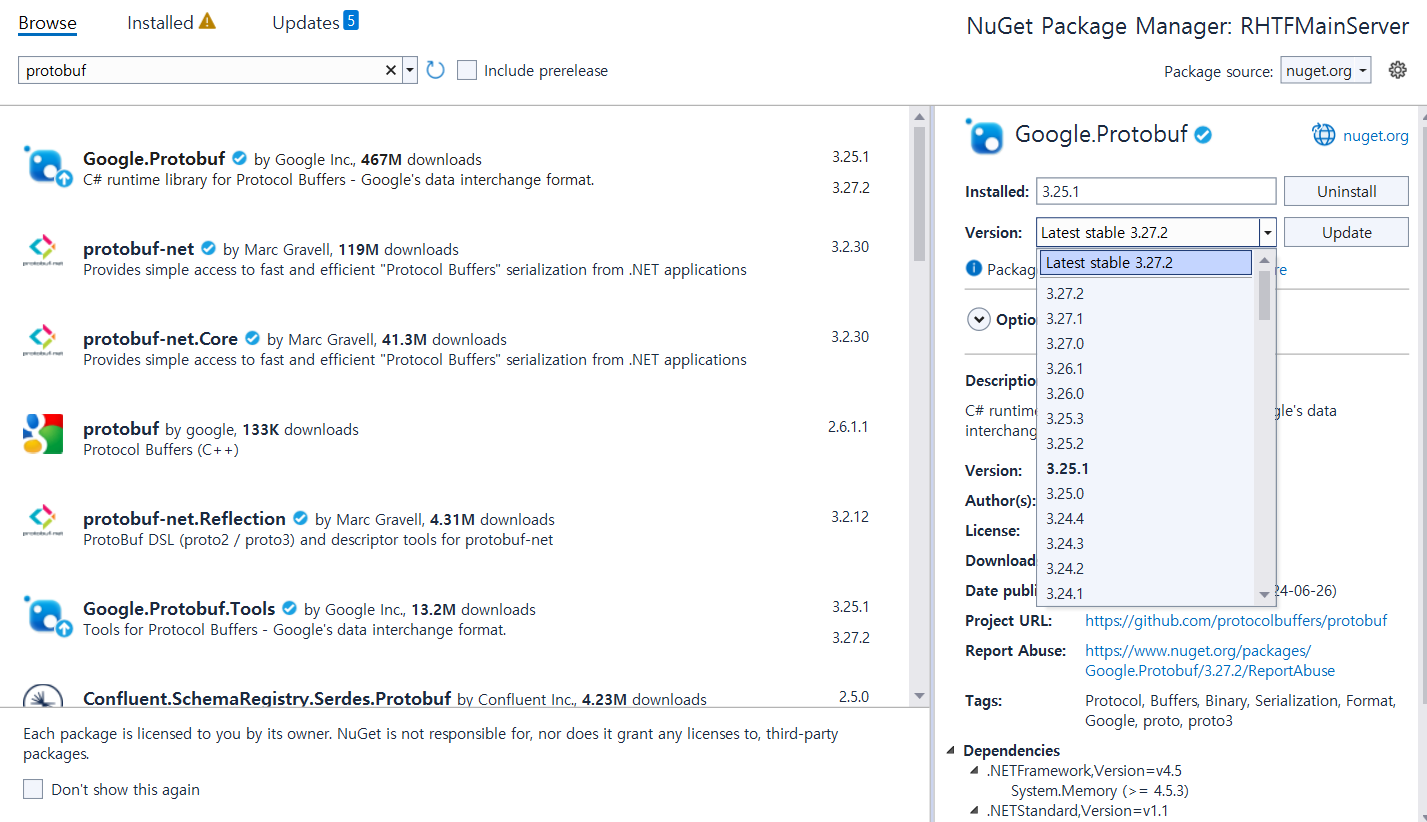 Browse
Installed
Updates 5
NuGet Package Manager: RHTFMainServer
protobuf
Include prerelease
Package source: nuget.org
Google.Protobuf by Google Inc., 467M downloads
C# runtime library for Protocol Buffers - Google's data interchange format.
3.25.1
3.27.2
protobuf-net by Marc Gravell, 119M downloads
Provides simple access to fast and efficient "Protocol Buffers" serialization from .NET applications
3.2.30
protobuf-net.Core by Marc Gravell, 41.3M downloads
Provides simple access to fast and efficient "Protocol Buffers" serialization from .NET applications
3.2.30
protobuf by google, 133K downloads
Protocol Buffers (C++)
2.6.1.1
protobuf-net.Reflection by Marc Gravell, 4.31M downloads
ProtoBuf DSL (proto2 / proto3) and descriptor tools for protobuf-net
3.2.12
Google.Protobuf.Tools by Google Inc., 13.2M downloads
Tools for Protocol Buffers - Google's data interchange format.
3.25.1
3.27.2
Confluent.SchemaRegistry.Serdes.Protobuf by Confluent Inc., 4.23M downloads
2.5.0
Each package is licensed to you by its owner. NuGet is not responsible for, nor does it grant any licenses to, third-party
packages.
Don't show this again
Google.Protobuf
nuget.org
Installed: 3.25.1
Uninstall
Version: Latest stable 3.27.2
Update
Latest stable 3.27.2
3.27.2
3.27.1
3.27.0
3.26.1
3.26.0
3.25.3
3.25.2
3.25.1
3.25.0
3.24.4
3.24.3
3.24.2
3.24.1
Packag
re
Optio
Descriptio
C# runtim
gle's data
interchang
Version:
Author(s):
License:
Download
Date publi
24-06-26)
Project URL: https://github.com/protocolbuffers/protobuf
Report Abuse: https://www.nuget.org/packages/
Google.Protobuf/3.27.2/ReportAbuse
Tags: Protocol, Buffers, Binary, Serialization, Format,
Google, proto, proto3
Dependencies
.NETFramework,Version=v4.5
System.Memory (>= 4.5.3)
.NETStandard,Version=v1.1